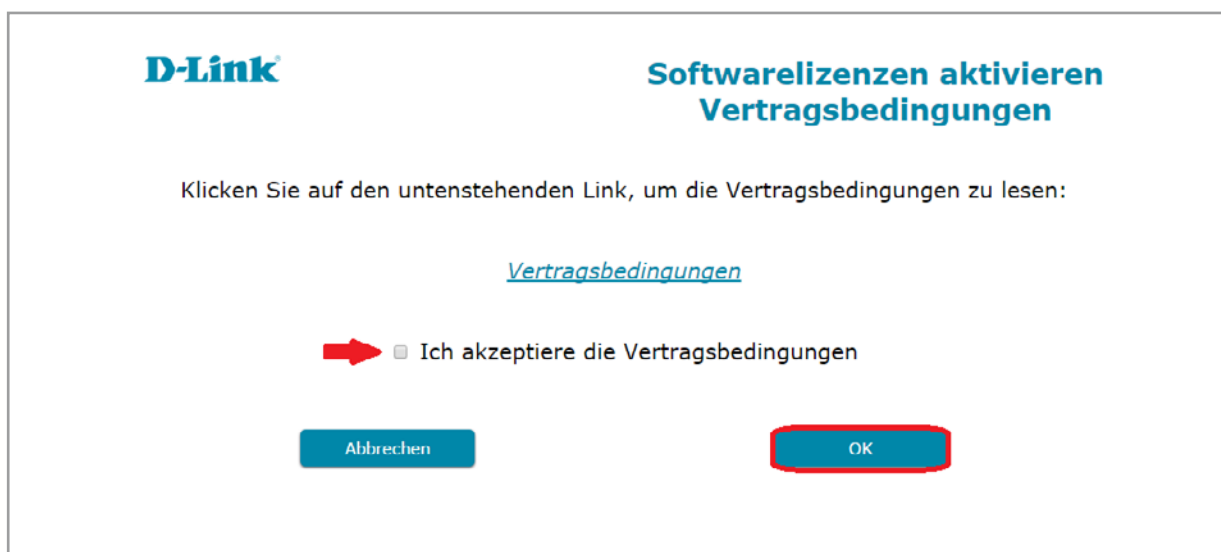 D-Link
Softwarelizenzen aktivieren
Vertragsbedingungen
Klicken Sie auf den untenstehenden Link, um die Vertragsbedingungen zu lesen:
Vertragsbedingungen
Ich akzeptiere die Vertragsbedingungen
Abbrechen
OK